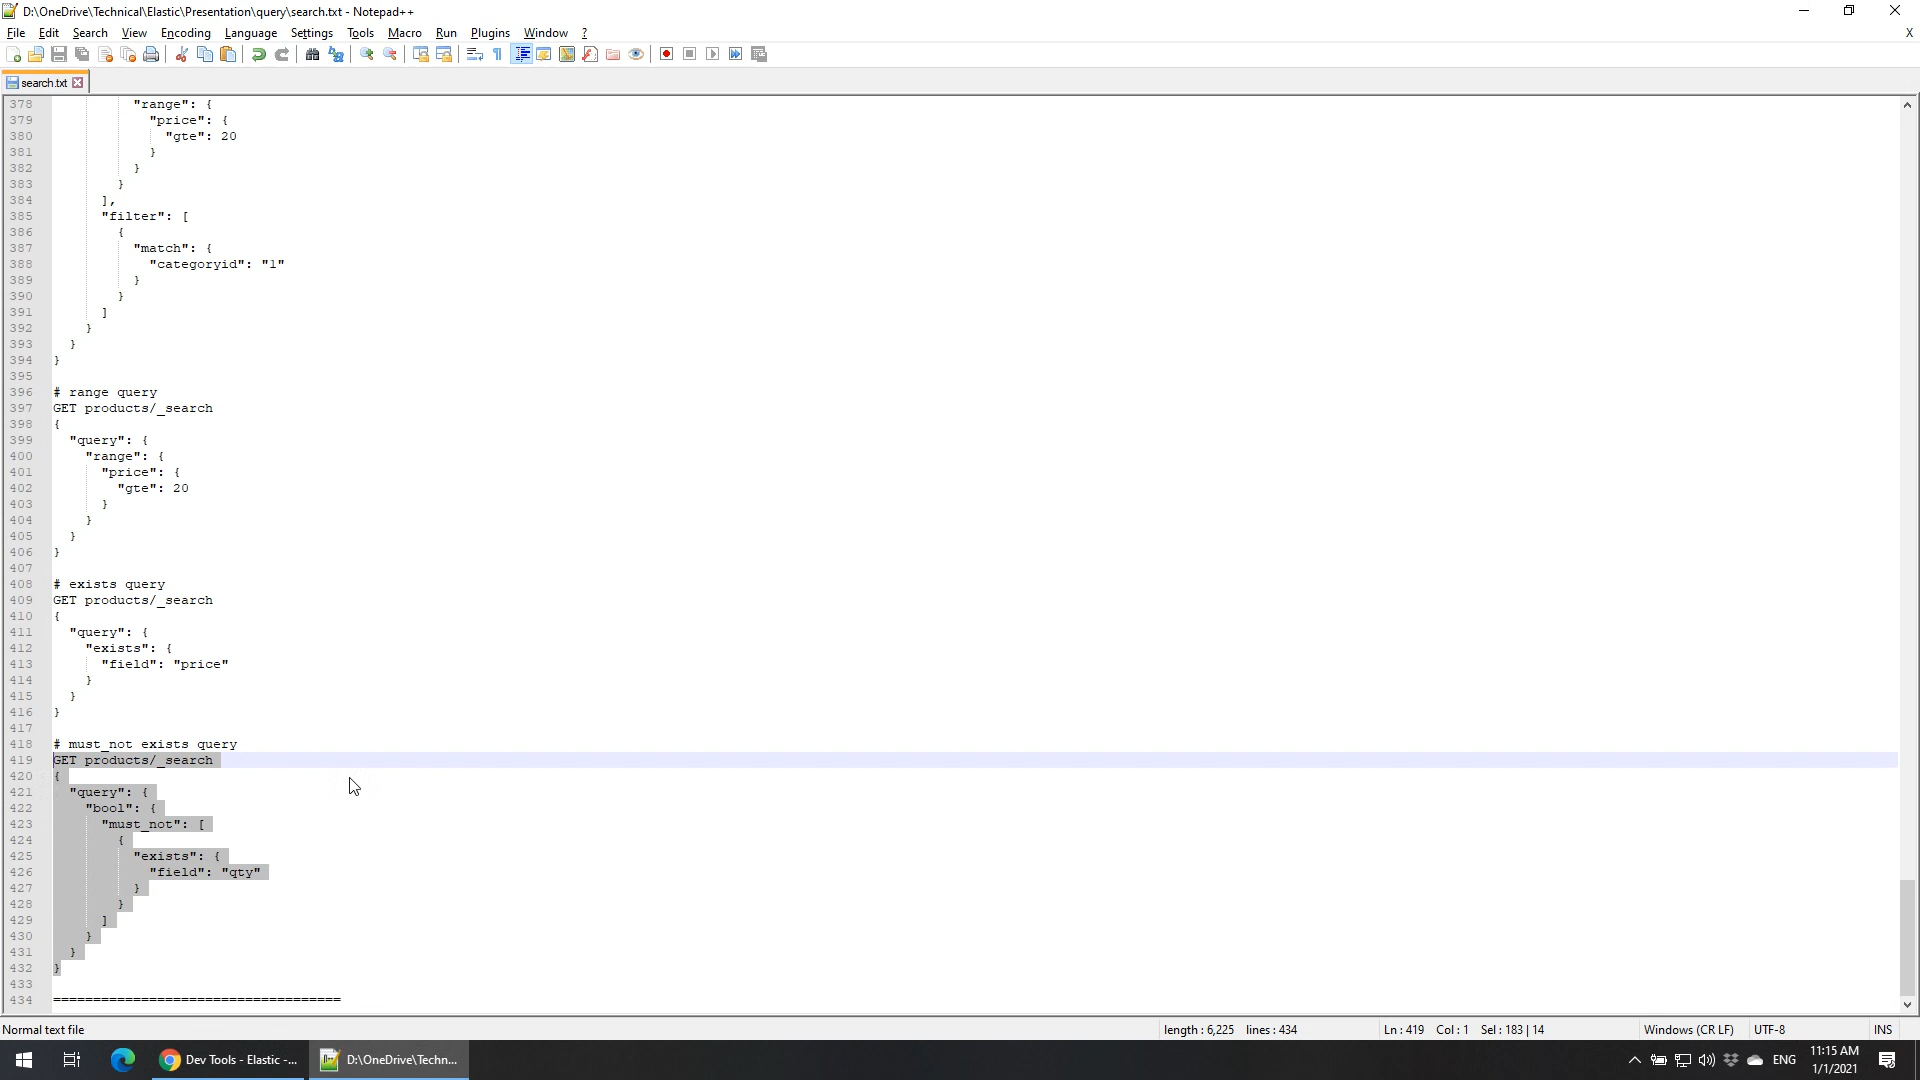 D:\OneDrive\Technical\Elastic\Presentation\query\search.txt - Notepad++
File Edit Search View Encoding Language Settings Tools Macro Run Plugins Window ? X
search.txt
378 "range": {
379 "price": {
380 "gte": 20
381 }
382 }
383 }
384 ],
385 "filter": [
386 {
387 "match": {
388 "categoryid": "1"
389 }
390 }
391 ]
392 }
393 }
394 }
395
396 # range query
397 GET products/_search
398 {
399 "query": {
400 "range": {
401 "price": {
402 "gte": 20
403 }
404 }
405 }
406 }
407
408 # exists query
409 GET products/_search
410 {
411 "query": {
412 "exists": {
413 "field": "price"
414 }
415 }
416 }
417
418 # must_not exists query
419 GET products/_search
420 {
421 "query": {
422 "bool": {
423 "must_not": [
424 {
425 "exists": {
426 "field": "qty"
427 }
428 }
429 ]
430 }
431 }
432 }
433
434 ====================================
Normal text file length : 6,225 lines : 434 Ln : 419 Col : 1 Sel : 183 | 14 Windows (CR LF) UTF-8 INS
Dev Tools - Elastic -... D:\OneDrive\Techn... ENG 11:15 AM
1/1/2021